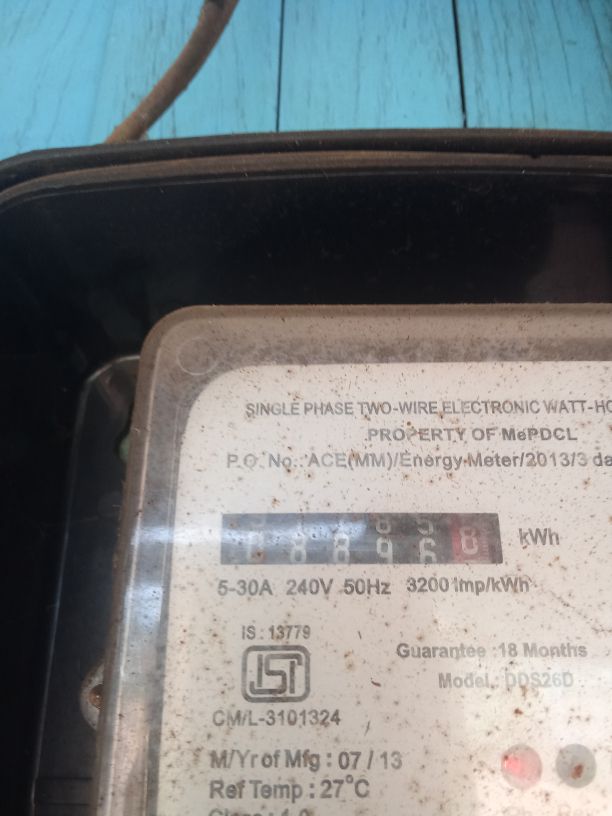 SINGLE PHASE TWO-WIRE ELECTRONIC
PROPERTY OF MePDCL
P.O. No.: ACE(MM)/Energy Meter/2013/3
kWh
5-30A 240V 50Hz 3200 imp/kWh
IS : 13779
ISI
CM/L-3101324
Guarantee :18 Months
Model : DDS26D
M/Yr of Mfg : 07 / 13
Ref Temp : 27°C